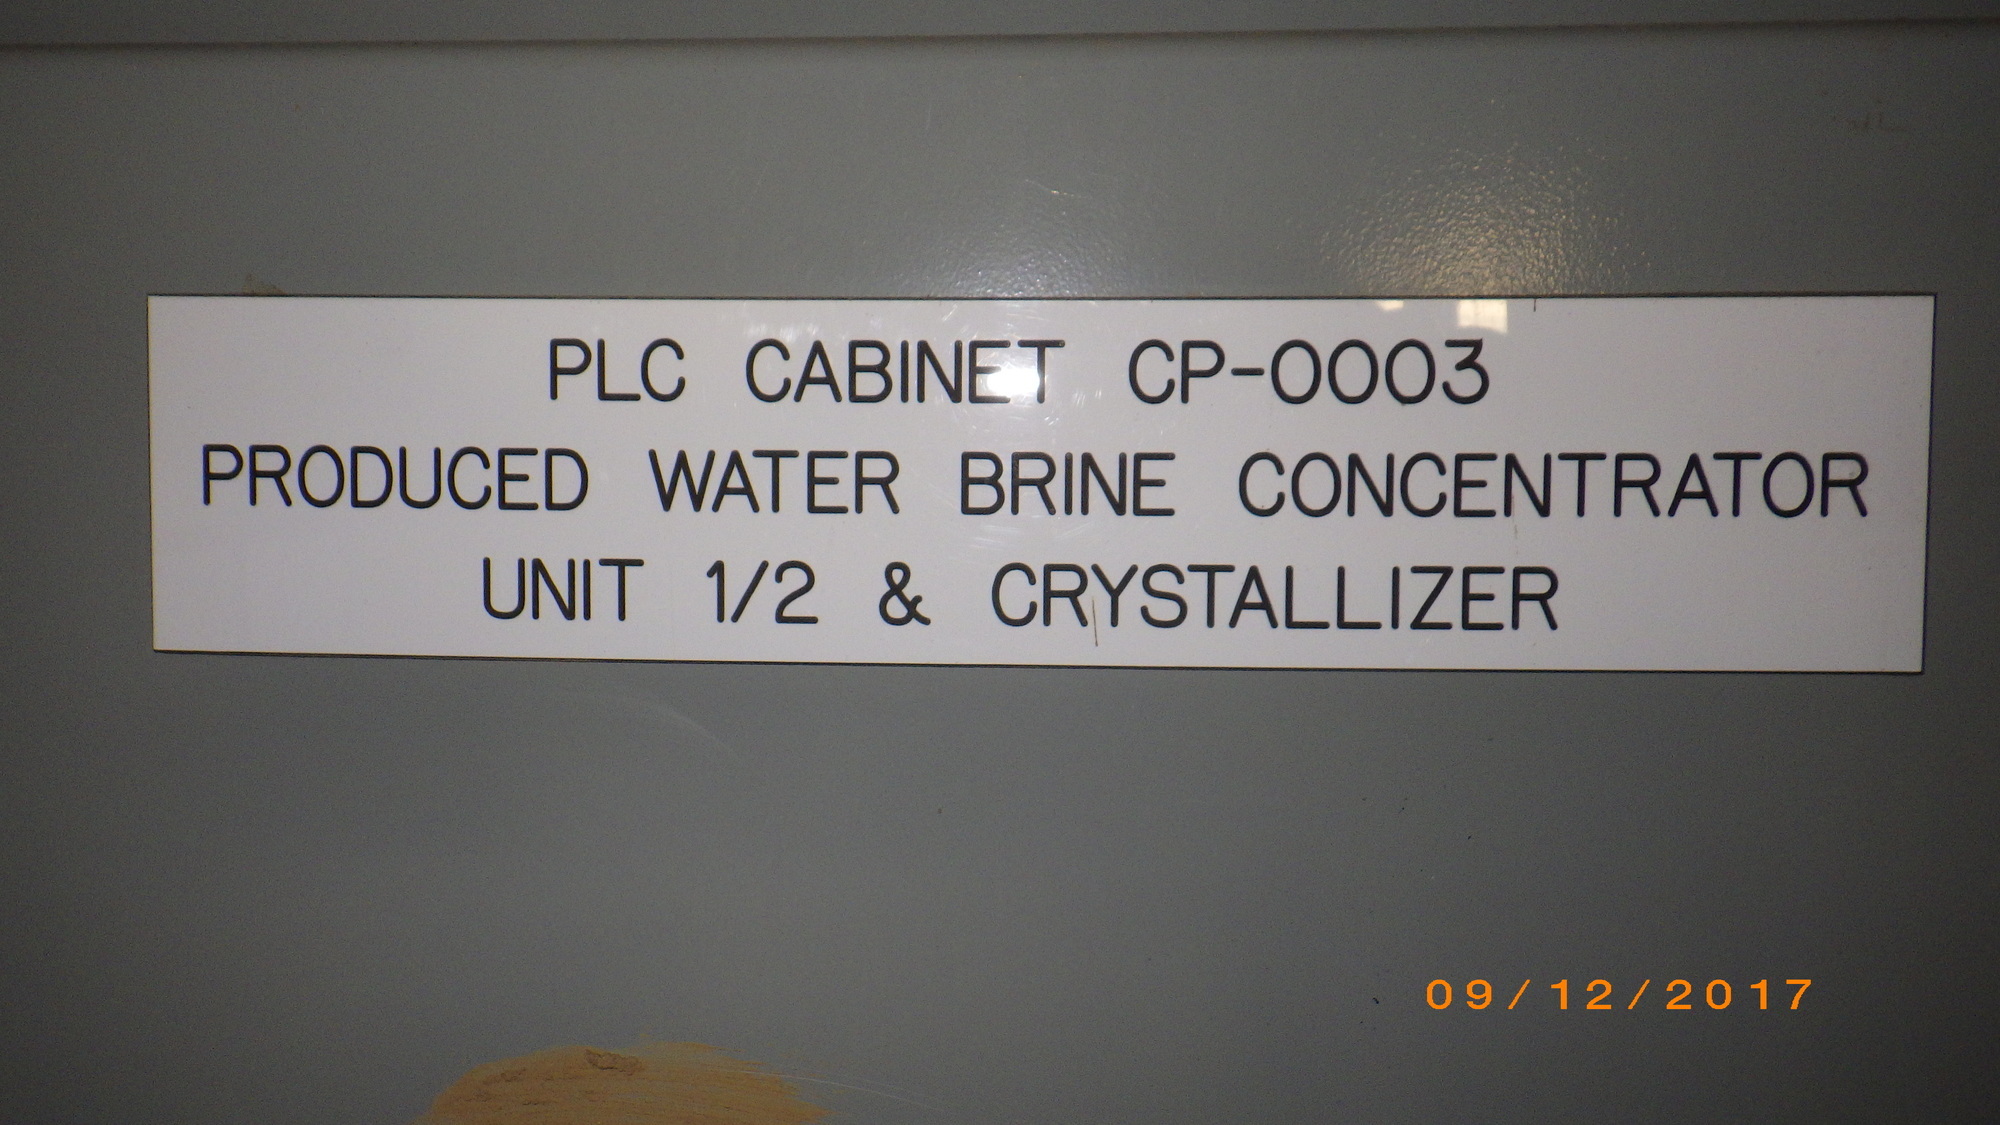 PLC CABINET CP-0003
PRODUCED WATER BRINE CONCENTRATOR
UNIT 1/2 & CRYSTALLIZER
09/12/2017